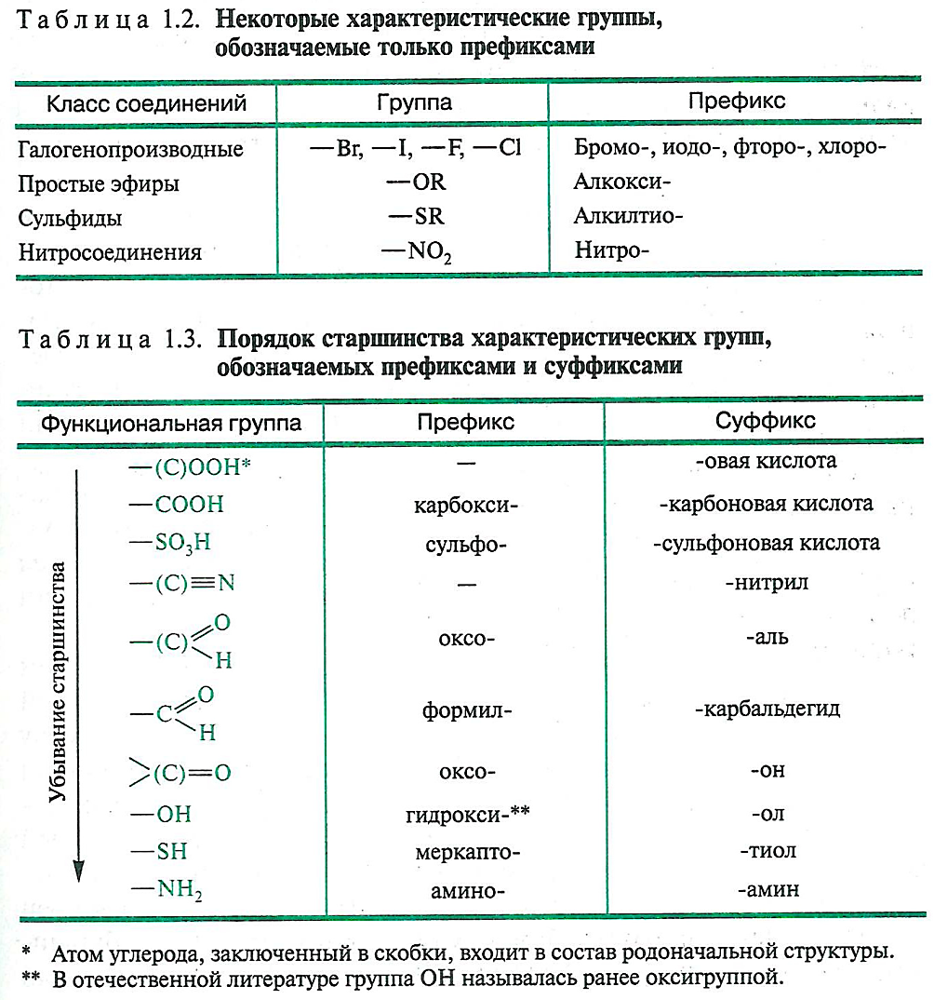 Таблица 1.2. Некоторые характеристические группы,
обозначаемые только префиксами
Класс соединений Группа Префикс
Галогенопроизводные —Br, —I, —F, —Cl Бромо-, иодо-, фторо-, хлоро-
Простые эфиры —OR Алкокси-
Сульфиды —SR Алкилтио-
Нитросоединения —NO₂ Нитро-
Таблица 1.3. Порядок старшинства характеристических групп,
обозначаемых префиксами и суффиксами
Функциональная группа Префикс Суффикс
Убывание старшинства
—(C)OOH* — -овая кислота
—COOH карбокси- -карбоновая кислота
—SO₃H сульфо- -сульфоновая кислота
—(C)≡N — -нитрил
—(C) O H оксо- -аль
—C O H формил- -карбальдегид
>(C)=O оксо- -он
—OH гидрокси-** -ол
—SH меркапто- -тиол
—NH₂ амино- -амин
* Атом углерода, заключенный в скобки, входит в состав родоначальной структуры.
** В отечественной литературе группа ОН называлась ранее оксигруппой.